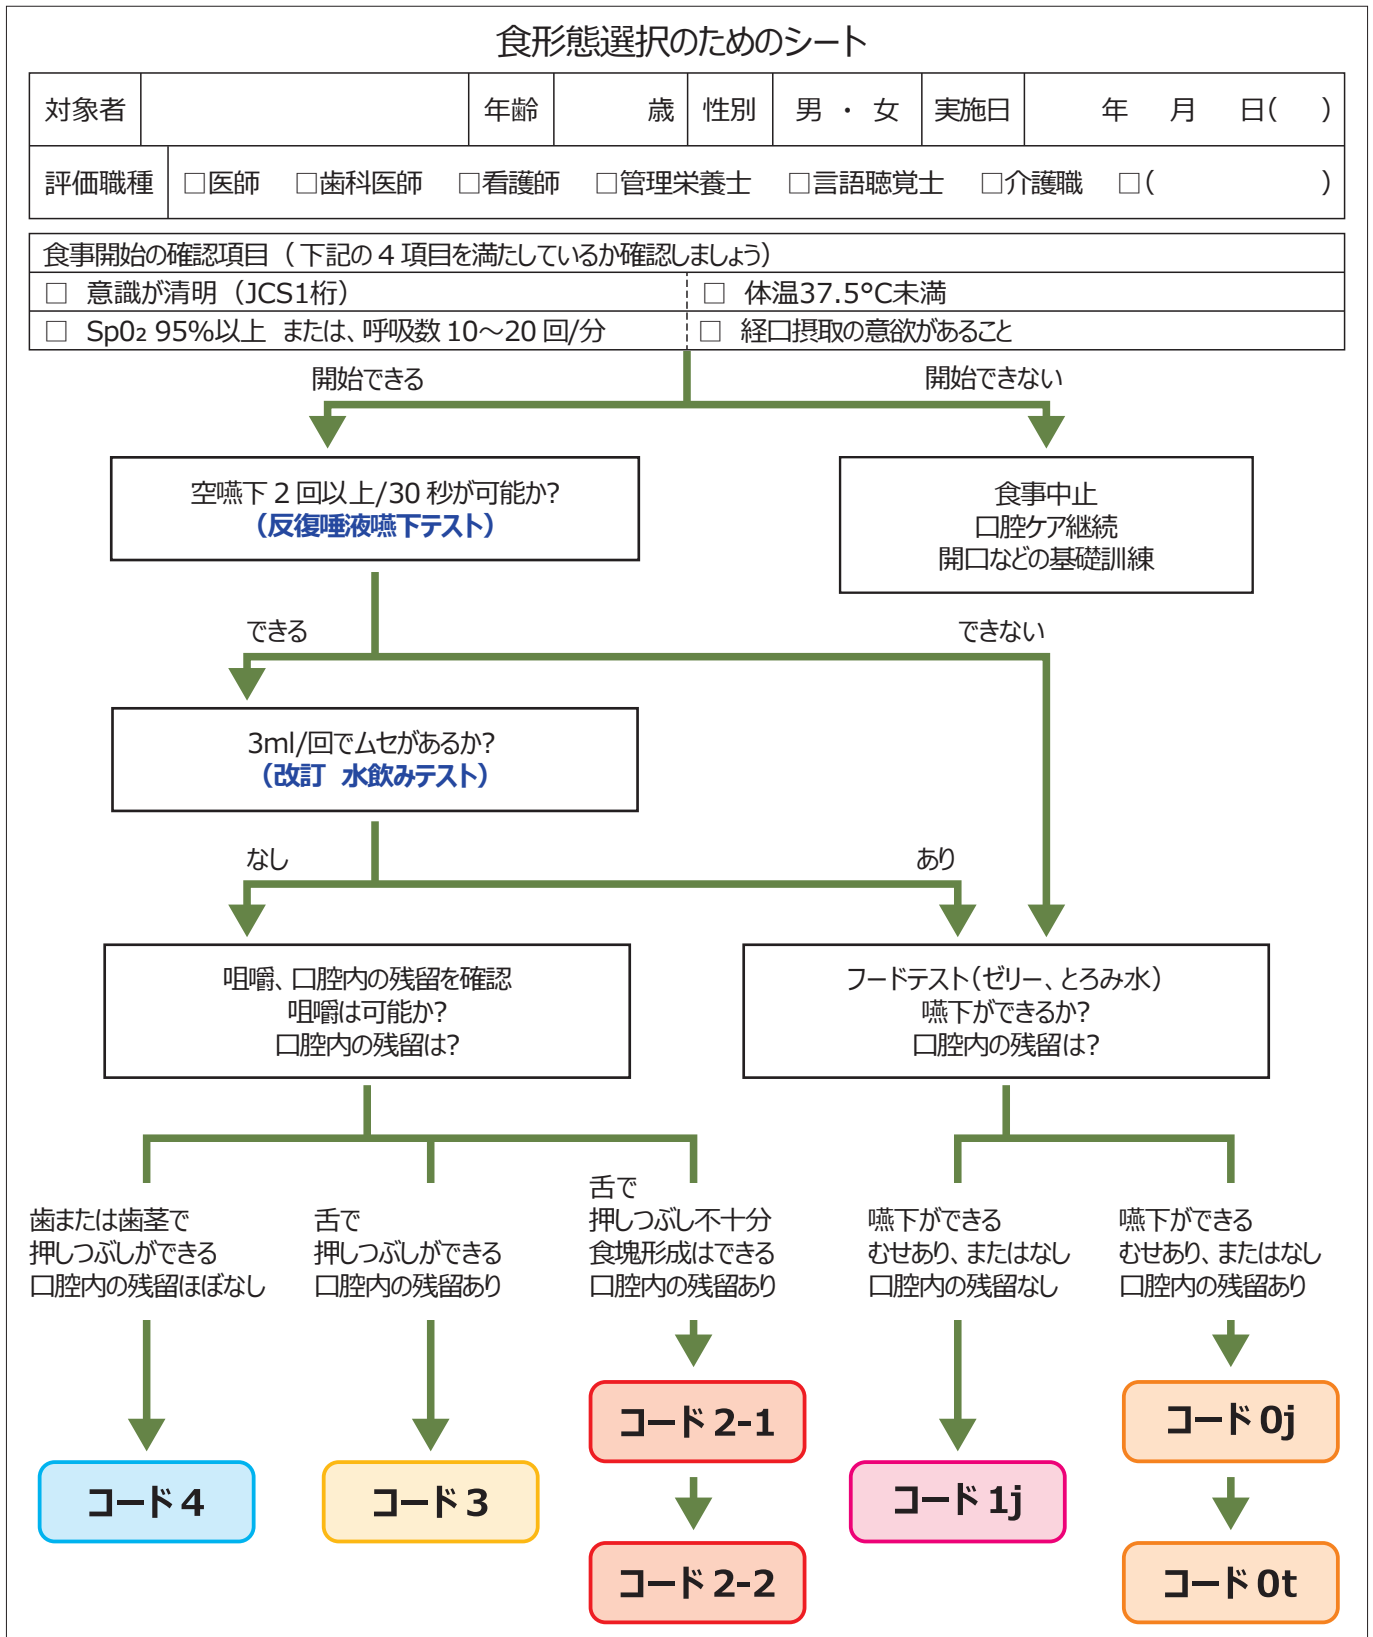 食形態選択のためのシート
対象者 年齢 歳 性別 男 ・ 女 実施日 年 月 日( )
評価職種 □医師 □歯科医師 □看護師 □管理栄養士 □言語聴覚士 □介護職 □( )
食事開始の確認項目（下記の4項目を満たしているか確認しましょう）
□ 意識が清明（JCS1桁） □ 体温37.5°C未満
□ Sp0₂ 95%以上 または、呼吸数10～20回/分 □ 経口摂取の意欲があること
開始できる 開始できない
空嚥下2回以上/30秒が可能か?
（反復唾液嚥下テスト）
食事中止
口腔ケア継続
開口などの基礎訓練
できる できない
3ml/回でムセがあるか?
（改訂 水飲みテスト）
なし あり
咀嚼、口腔内の残留を確認
咀嚼は可能か?
口腔内の残留は?
フードテスト（ゼリー、とろみ水）
嚥下ができるか?
口腔内の残留は?
歯または歯茎で
押しつぶしができる
口腔内の残留ほぼなし
舌で
押しつぶしができる
口腔内の残留あり
舌で
押しつぶし不十分
食塊形成はできる
口腔内の残留あり
嚥下ができる
むせあり、またはなし
口腔内の残留なし
嚥下ができる
むせあり、またはなし
口腔内の残留あり
コード4
コード3
コード2-1
コード2-2
コード1j
コード0j
コード0t